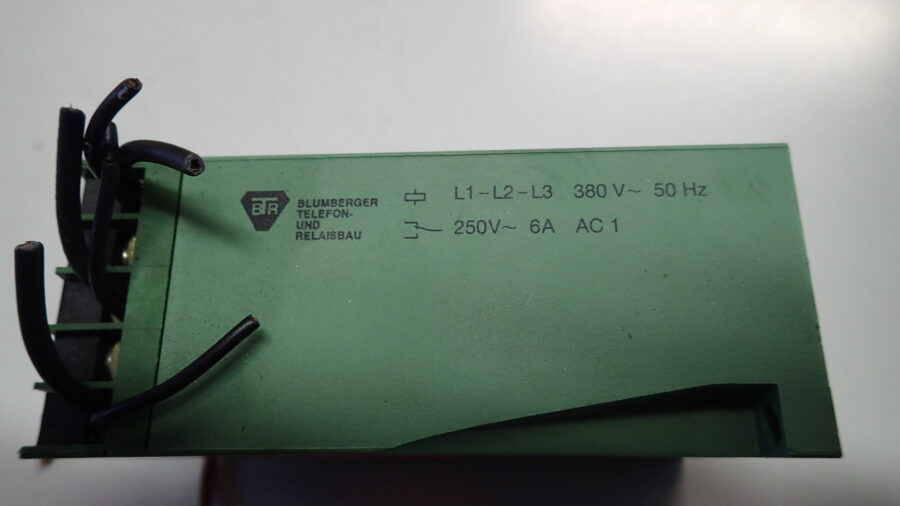 BTR
BLUMBERGER
TELEFON-
UND
RELAISBAU
L1-L2-L3 380 V~ 50 Hz
250V~ 6A AC 1